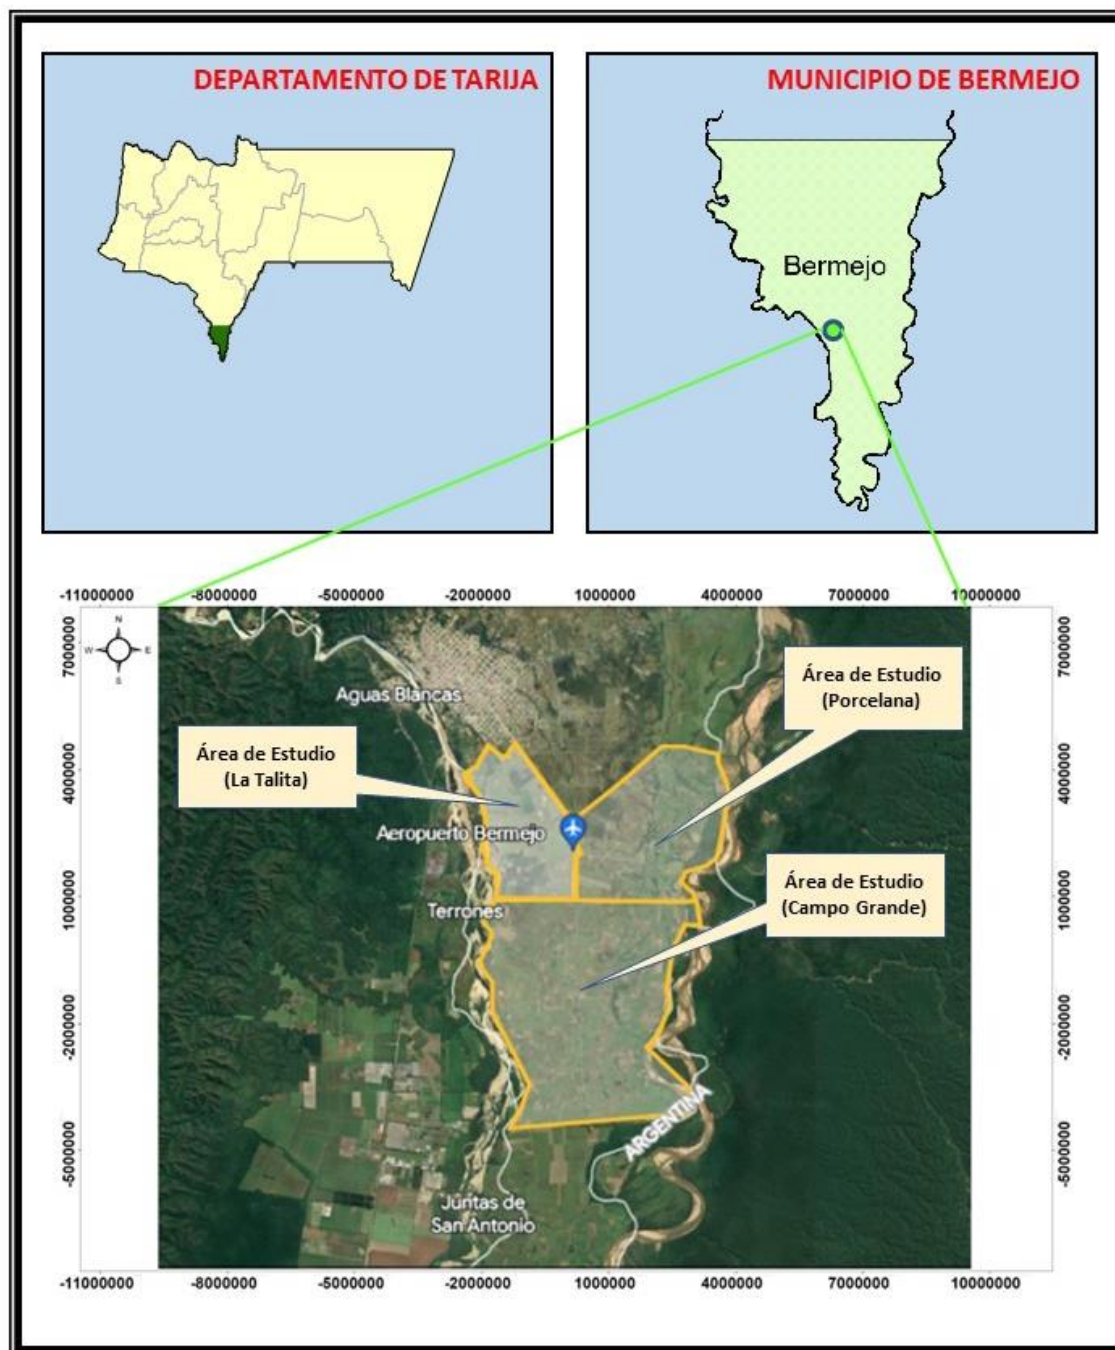 DEPARTAMENTO DE TARIJA
MUNICIPIO DE BERMEJO
Bermejo
-11000000 -8000000 -5000000 -2000000 1000000 4000000 7000000 10000000
N
W E
S
7000000
4000000
1000000
-2000000
-5000000
7000000
4000000
1000000
-2000000
-5000000
Aguas Blancas
Área de Estudio
(Porcelana)
Área de Estudio
(La Talita)
Aeropuerto Bermejo
Área de Estudio
(Campo Grande)
Terrones
ARGENTINA
Juntas de
San Antonio
-11000000 -8000000 -5000000 -2000000 1000000 4000000 7000000 10000000